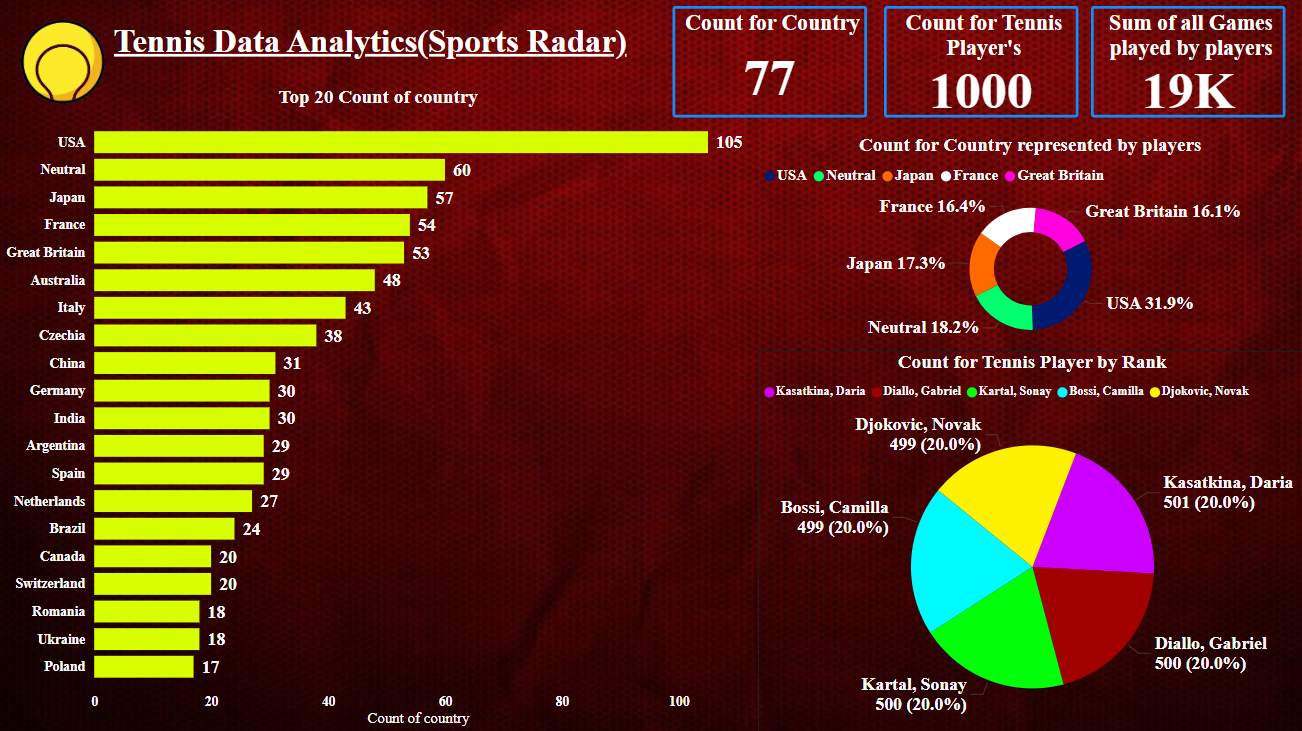 Tennis Data Analytics(Sports Radar)
Count for Country
77
Count for Tennis
Player's
1000
Sum of all Games
played by players
19K
Top 20 Count of country
USA 105
Neutral 60
Japan 57
France 54
Great Britain 53
Australia 48
Italy 43
Czechia 38
China 31
Germany 30
India 30
Argentina 29
Spain 29
Netherlands 27
Brazil 24
Canada 20
Switzerland 20
Romania 18
Ukraine 18
Poland 17
0 20 40 60 80 100
Count of country
Count for Country represented by players
USA Neutral Japan France Great Britain
France 16.4%
Great Britain 16.1%
Japan 17.3%
USA 31.9%
Neutral 18.2%
Count for Tennis Player by Rank
Kasatkina, Daria Diallo, Gabriel Kartal, Sonay Bossi, Camilla Djokovic, Novak
Djokovic, Novak
499 (20.0%)
Kasatkina, Daria
501 (20.0%)
Bossi, Camilla
499 (20.0%)
Diallo, Gabriel
500 (20.0%)
Kartal, Sonay
500 (20.0%)